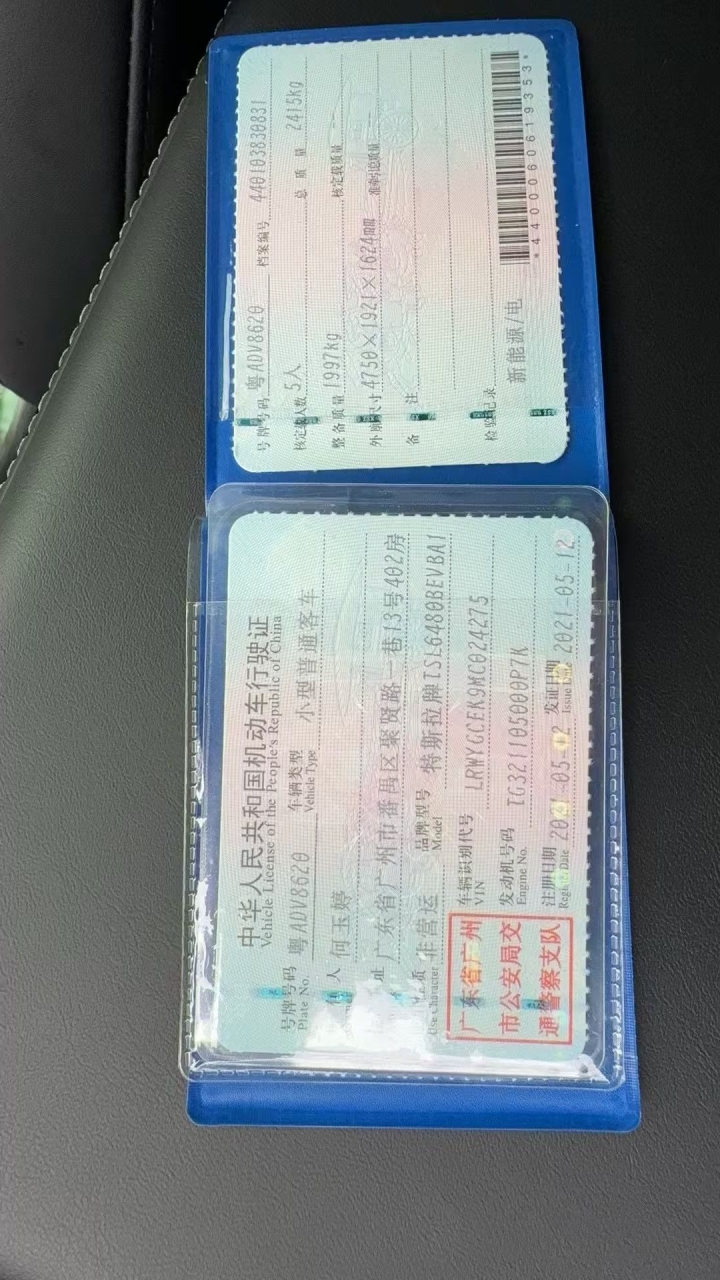 中华人民共和国机动车行驶证
Vehicle License of the People's Republic of China
号牌号码 粤ADV8620 车辆类型 小型普通客车
Plate No. Vehicle Type
人 何玉婷
址 广东省广州市番禺区聚贤路一巷13号402房
质 非营运 品牌型号 特斯拉牌TSL6480BEVBA1
Use Character Model
广东省广州
市公安局交
通警察支队
车辆识别代号 LRWYGCEK9MC024275
VIN
发动机号码 TG3211105000P7K
Engine No.
注册日期 2021-05-12 发证日期 2021-05-12
Date Issue Date
号牌号码 粤ADV8620 档案编号 440103830831
核定载人数 5人 总质量 2415kg
整备质量 1997kg 核定载质量
外廓尺寸 4750×1921×1624mm 准牵引总质量
备注
检验记录
新能源/电
*4400060619353*